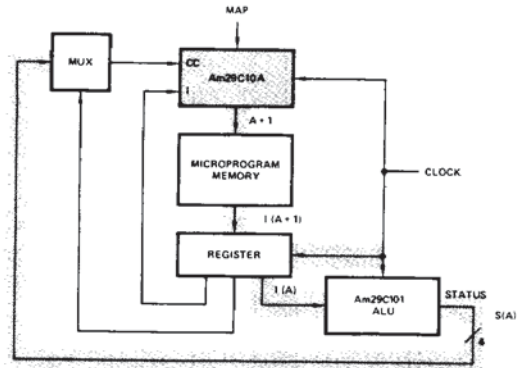 MAP
MUX
CC
Am29C10A
I
A + 1
MICROPROGRAM
MEMORY
CLOCK
I (A + 1)
REGISTER
I (A)
Am29C101
ALU
STATUS
S(A)
4